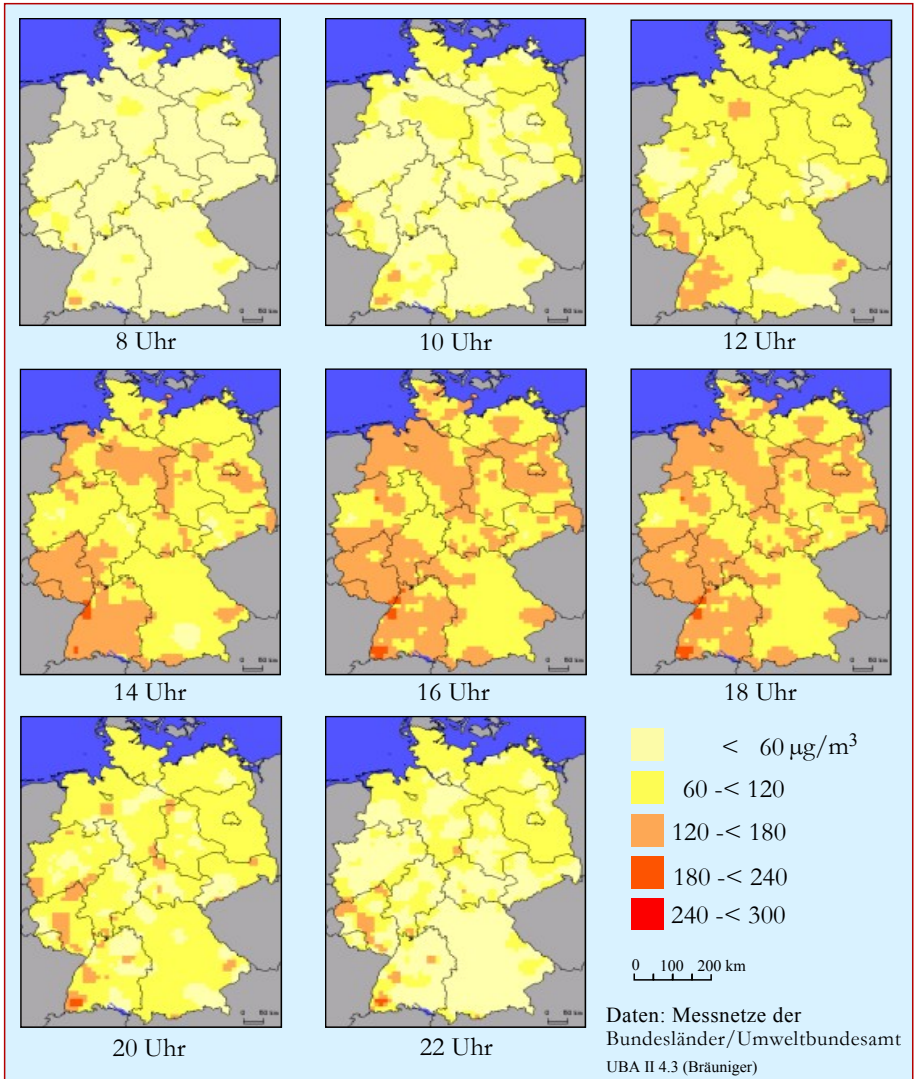 8 Uhr
10 Uhr
12 Uhr
14 Uhr
16 Uhr
18 Uhr
20 Uhr
22 Uhr
< 60 µg/m³
60 -< 120
120 -< 180
180 -< 240
240 -< 300
0 100 200 km
Daten: Messnetze der
Bundesländer/Umweltbundesamt
UBA II 4.3 (Bräuniger)